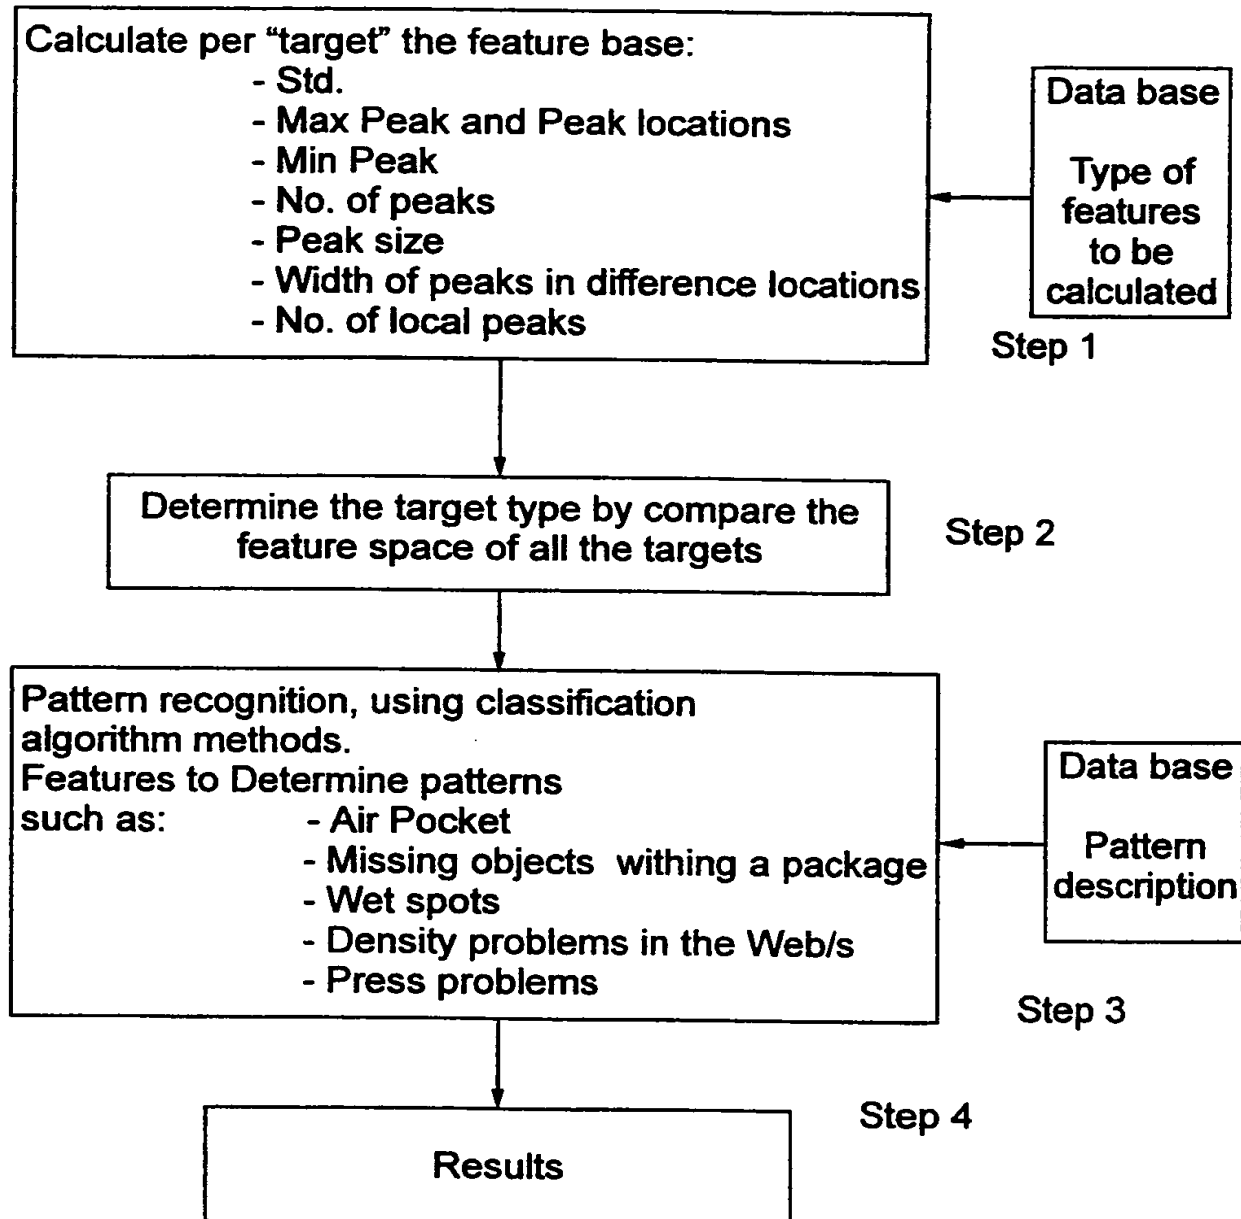 Calculate per “target” the feature base:
- Std.
- Max Peak and Peak locations
- Min Peak
- No. of peaks
- Peak size
- Width of peaks in difference locations
- No. of local peaks
Data base
Type of
features
to be
calculated
Step 1
Determine the target type by compare the
feature space of all the targets
Step 2
Pattern recognition, using classification
algorithm methods.
Features to Determine patterns
such as: - Air Pocket
- Missing objects withing a package
- Wet spots
- Density problems in the Web/s
- Press problems
Data base
Pattern
description
Step 3
Step 4
Results